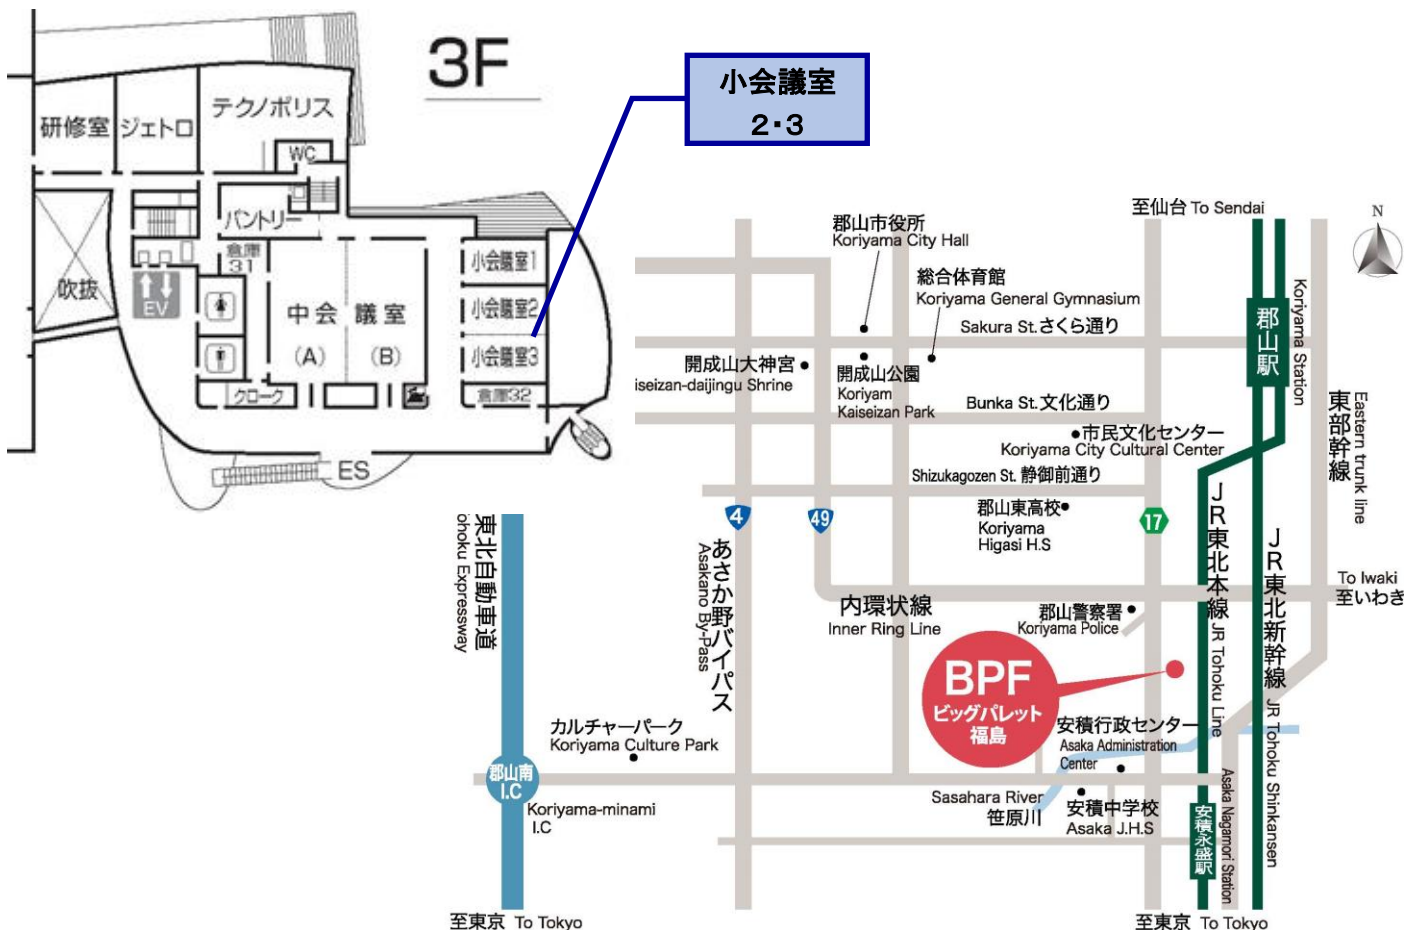 3F
小会議室
2・3
研修室
ジェトロ
テクノポリス
WC
パントリー
倉庫
31
吹抜
EV
中会議室
(A)
(B)
小会議室1
小会議室2
小会議室3
倉庫32
クローク
ES
至仙台 To Sendai
N
郡山市役所
Koriyama City Hall
総合体育館
Koriyama General Gymnasium
Sakura St.さくら通り
郡山駅
Koriyama Station
開成山大神宮
iseizan-daijingu Shrine
開成山公園
Koriyam
Kaiseizan Park
Bunka St.文化通り
市民文化センター
Koriyama City Cultural Center
東部幹線
Eastern trunk line
Shizukagozen St. 静御前通り
郡山東高校
Koriyama
Higasi H.S
4
49
17
東北自動車道
ohoku Expressway
あさか野バイパス
Asakano By-Pass
内環状線
Inner Ring Line
郡山警察署
Koriyama Police
JR東北本線
JR Tohoku Line
JR東北新幹線
JR Tohoku Shinkansen
To Iwaki
至いわき
BPF
ビッグパレット
福島
カルチャーパーク
Koriyama Culture Park
安積行政センター
Asaka Administration
Center
郡山南
I.C
Koriyama-minami
I.C
Sasahara River
笹原川
安積中学校
Asaka J.H.S
安積永盛駅
Asaka Nagamori Station
至東京 To Tokyo
至東京 To Tokyo